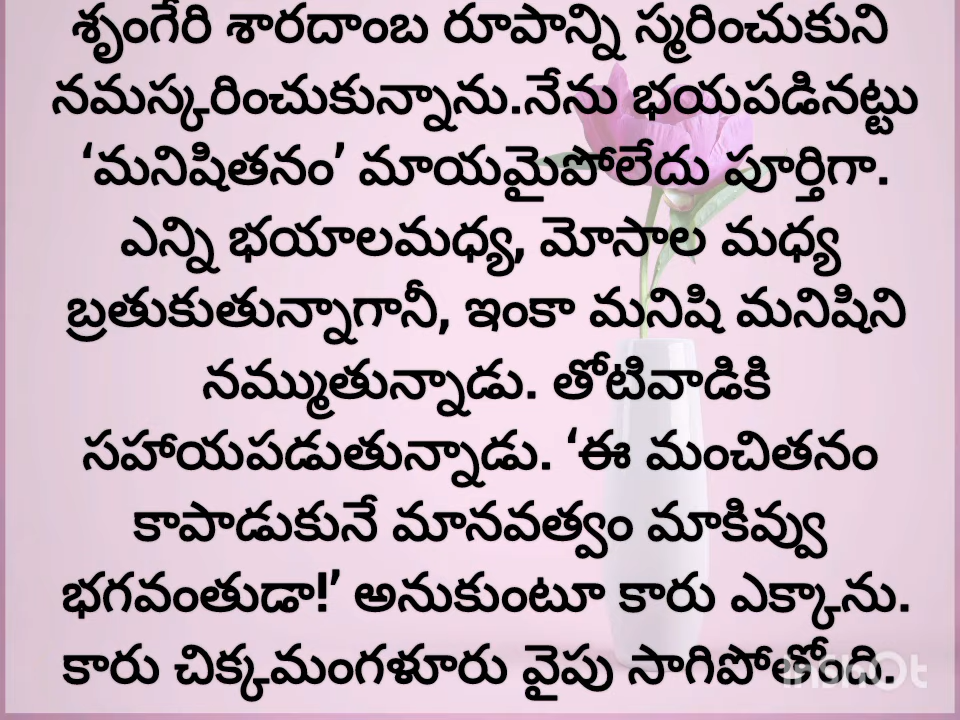 శృంగేరి శారదాంబ రూపాన్ని స్మరించుకుని
నమస్కరించుకున్నాను.నేను భయపడినట్టు
‘మనిషితనం’ మాయమైపోలేదు పూర్తిగా.
ఎన్ని భయాలమధ్య, మోసాల మధ్య
బ్రతుకుతున్నాగానీ, ఇంకా మనిషి మనిషిని
నమ్ముతున్నాడు. తోటివాడికి
సహాయపడుతున్నాడు. ‘ఈ మంచితనం
కాపాడుకునే మానవత్వం మాకివ్వు
భగవంతుడా!’ అనుకుంటూ కారు ఎక్కాను.
కారు చిక్కమంగళూరు వైపు సాగిపోతోంది.
InShOt